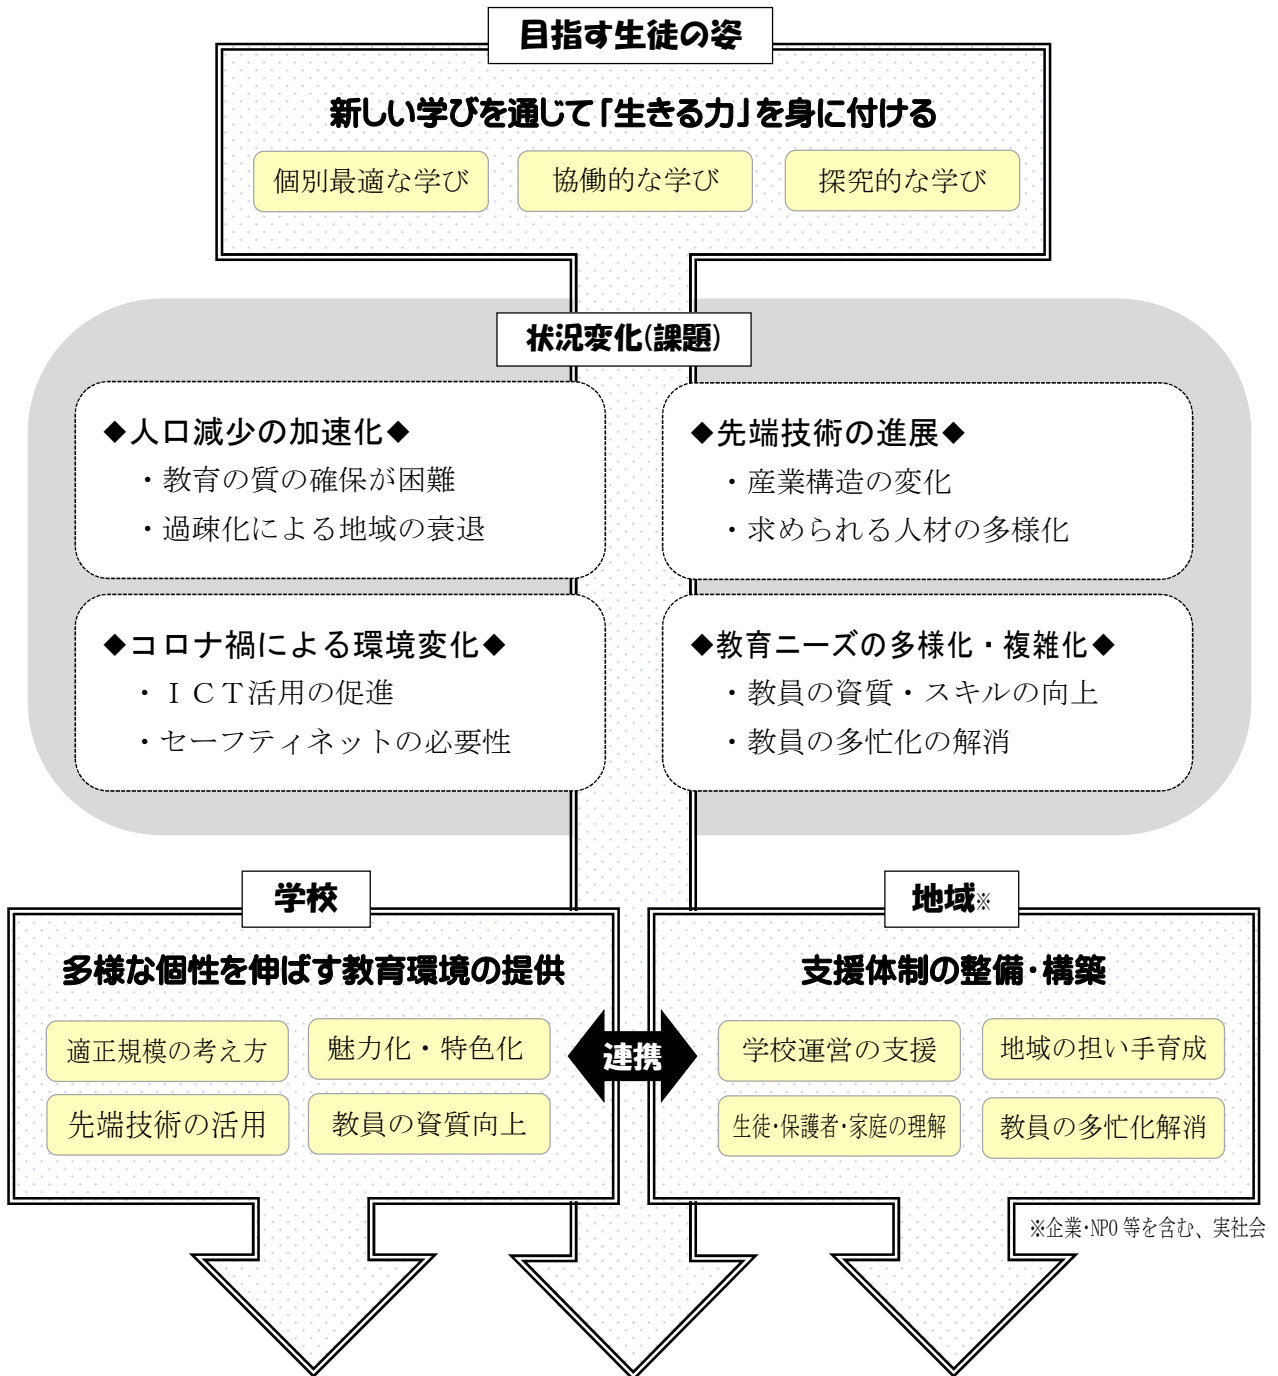 目指す生徒の姿
新しい学びを通じて「生きる力」を身に付ける
個別最適な学び
協働的な学び
探究的な学び
状況変化(課題)
◆人口減少の加速化◆
・教育の質の確保が困難
・過疎化による地域の衰退
◆先端技術の進展◆
・産業構造の変化
・求められる人材の多様化
◆コロナ禍による環境変化◆
・ＩＣＴ活用の促進
・セーフティネットの必要性
◆教育ニーズの多様化・複雑化◆
・教員の資質・スキルの向上
・教員の多忙化の解消
学校
多様な個性を伸ばす教育環境の提供
適正規模の考え方
魅力化・特色化
先端技術の活用
教員の資質向上
連携
地域※
支援体制の整備・構築
学校運営の支援
地域の担い手育成
生徒・保護者・家庭の理解
教員の多忙化解消
※企業・NPO 等を含む、実社会